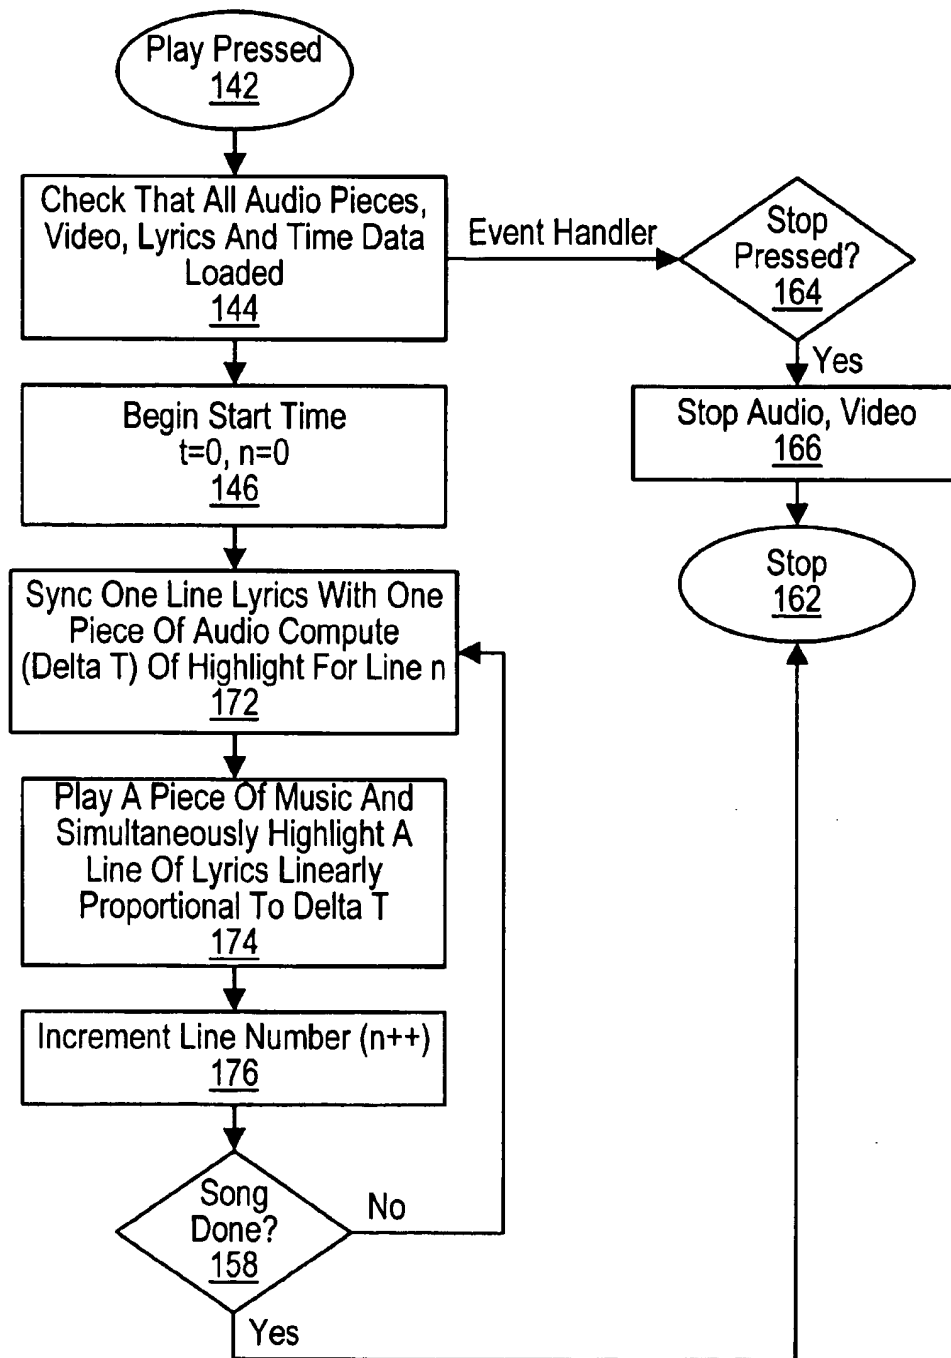 Play Pressed
142
Check That All Audio Pieces,
Video, Lyrics And Time Data
Loaded
144
Event Handler
Stop
Pressed?
164
Yes
Stop Audio, Video
166
Stop
162
Begin Start Time
t=0, n=0
146
Sync One Line Lyrics With One
Piece Of Audio Compute
(Delta T) Of Highlight For Line n
172
Play A Piece Of Music And
Simultaneously Highlight A
Line Of Lyrics Linearly
Proportional To Delta T
174
Increment Line Number (n++)
176
Song
Done?
158
No
Yes